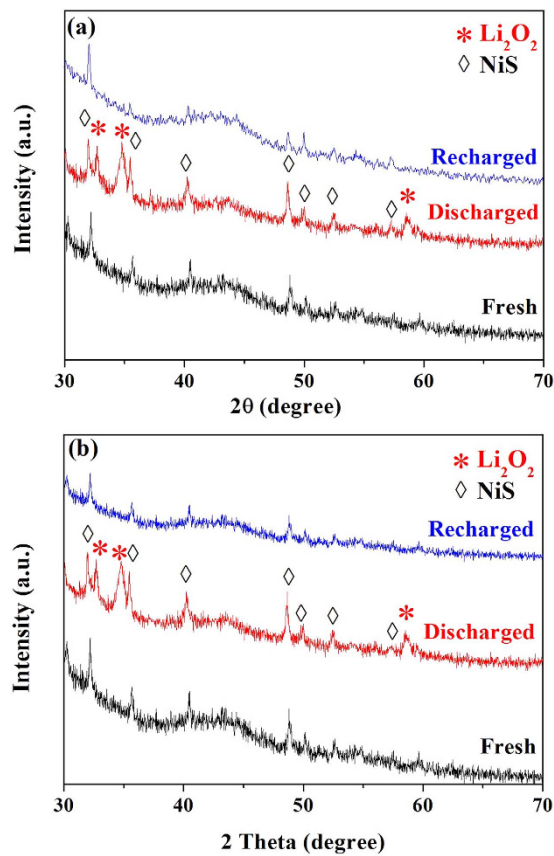 (a)
* Li₂O₂
◇ NiS
Intensity (a.u.)
Recharged
Discharged
Fresh
30 40 50 60 70
2θ (degree)
(b)
* Li₂O₂
◇ NiS
Intensity (a.u.)
Recharged
Discharged
Fresh
30 40 50 60 70
2 Theta (degree)